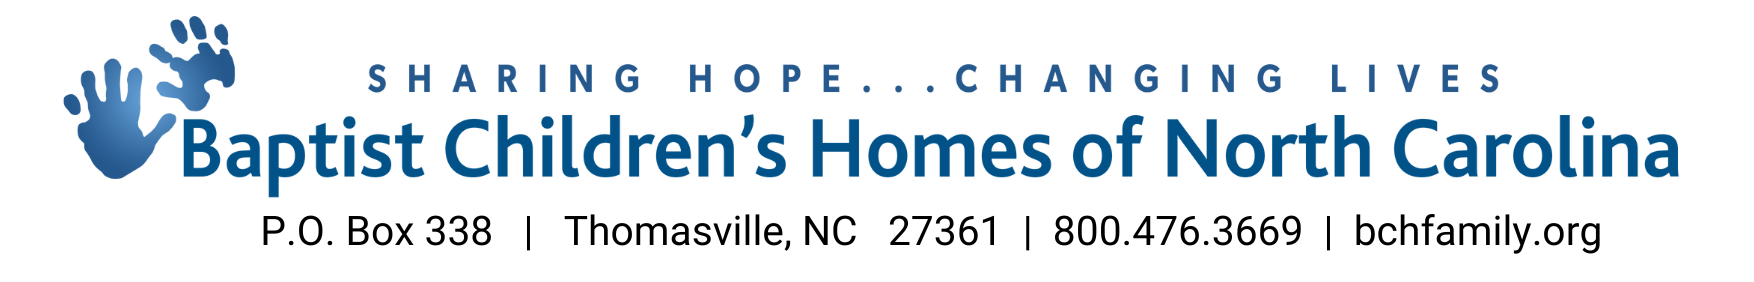 SHARING HOPE...CHANGING LIVES
Baptist Children's Homes of North Carolina
P.O. Box 338 | Thomasville, NC 27361 | 800.476.3669 | bchfamily.org